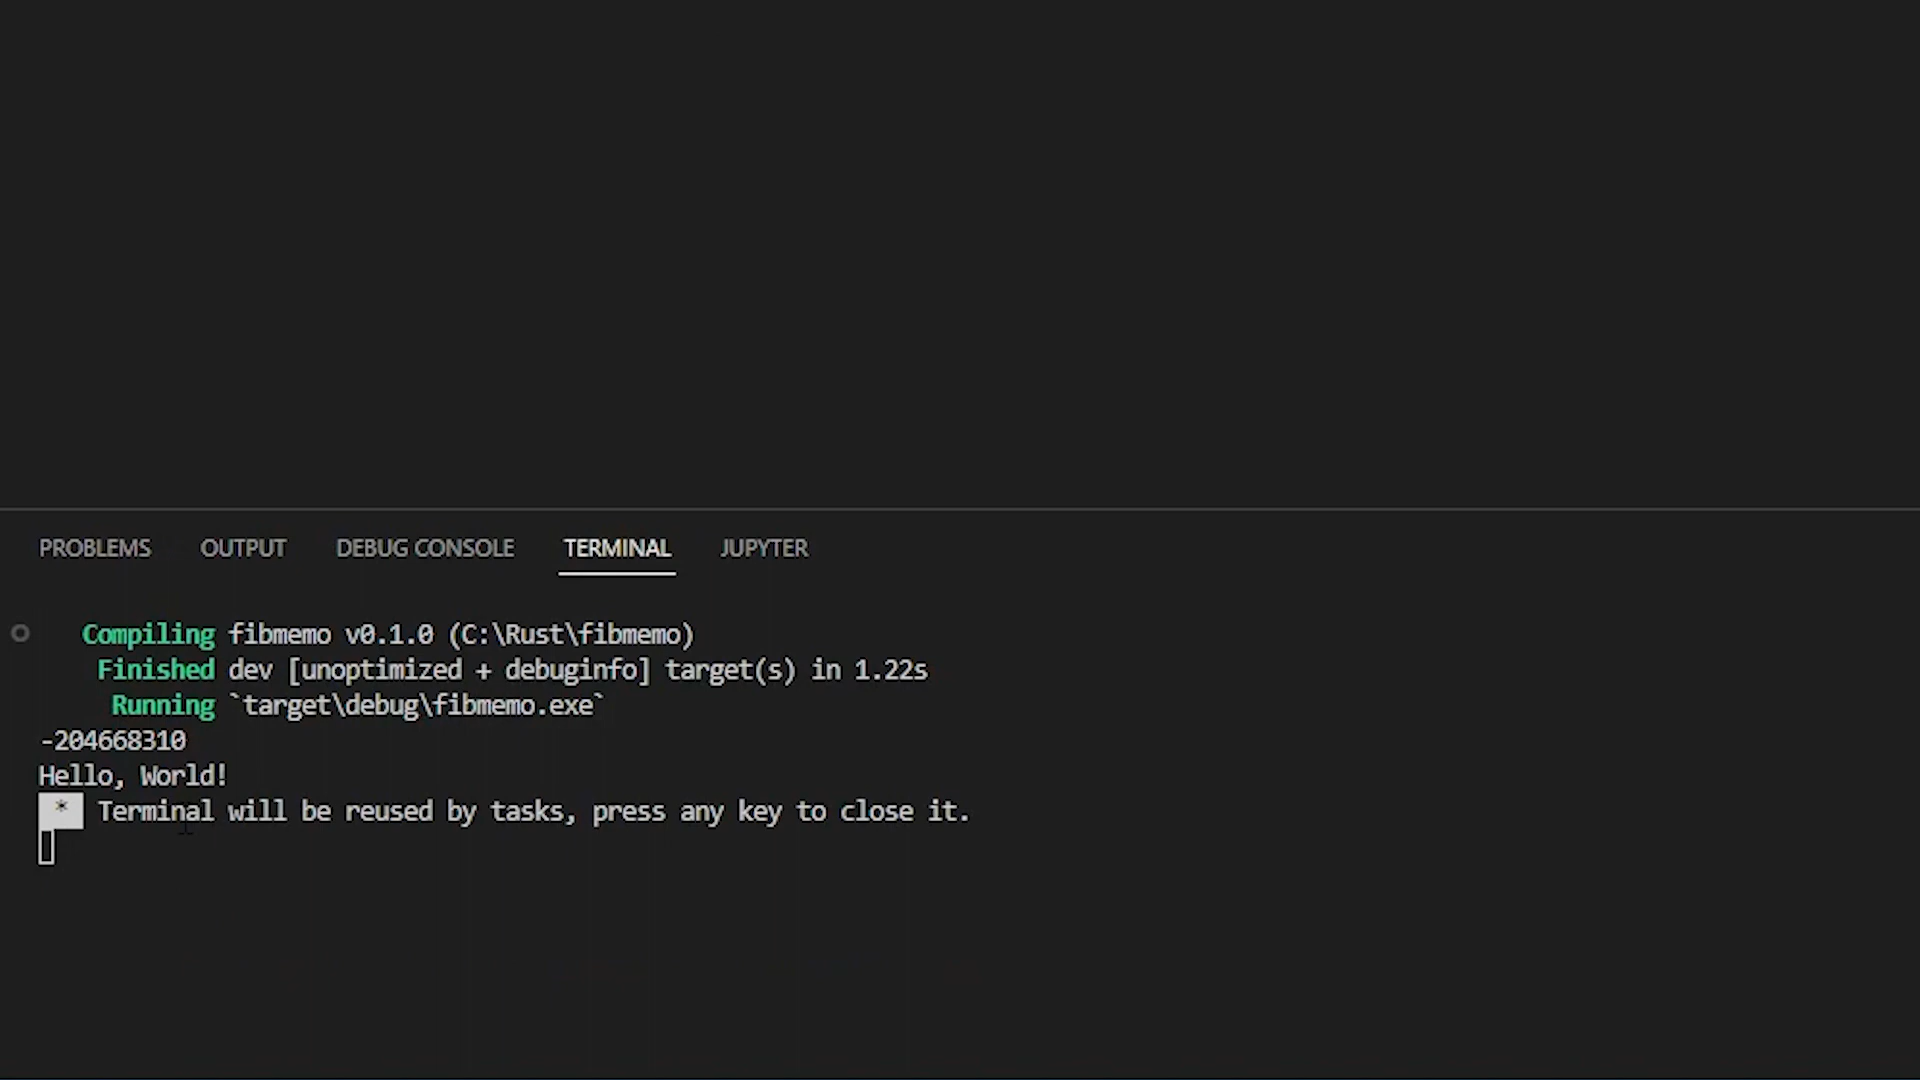 PROBLEMS OUTPUT DEBUG CONSOLE TERMINAL JUPYTER
Compiling fibmemo v0.1.0 (C:\Rust\fibmemo)
Finished dev [unoptimized + debuginfo] target(s) in 1.22s
Running `target\debug\fibmemo.exe`
-204668310
Hello, World!
* Terminal will be reused by tasks, press any key to close it.